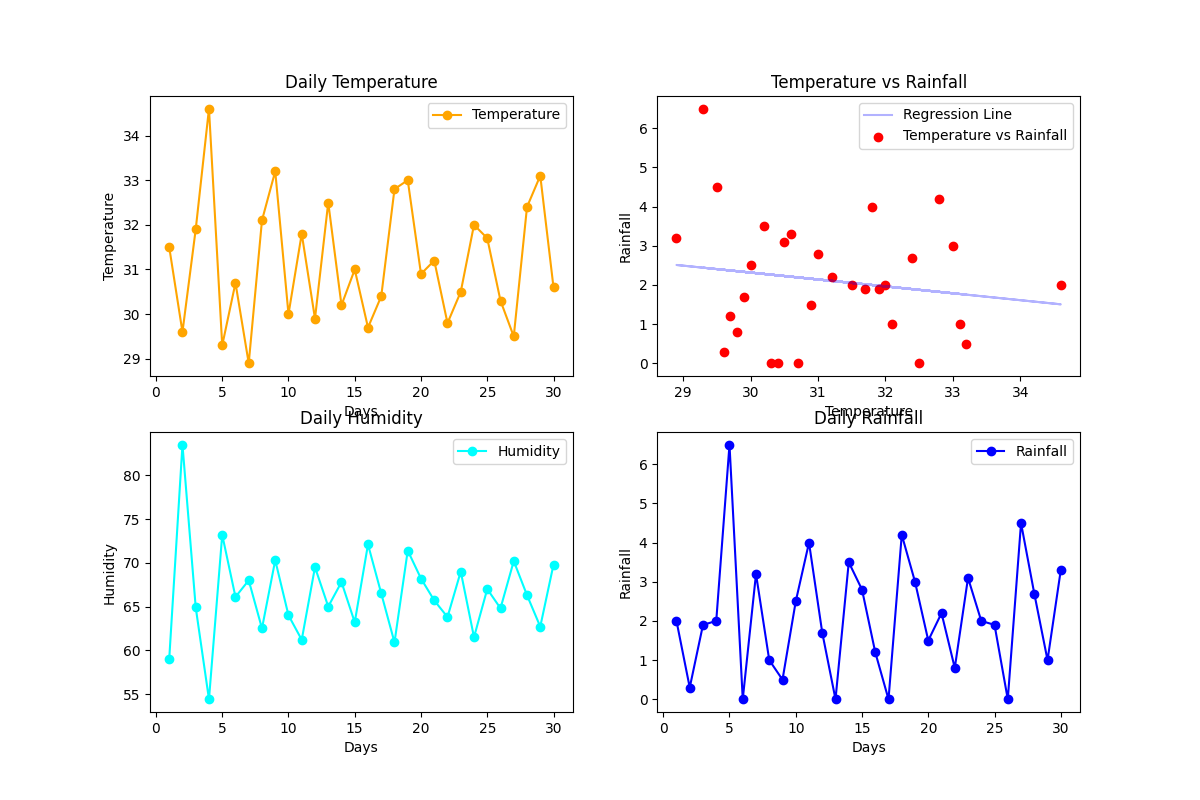 Daily Temperature
Temperature
Temperature
34
33
32
31
30
29
0 5 10 15 20 25 30
Days
Temperature vs Rainfall
Regression Line
Temperature vs Rainfall
Rainfall
6
5
4
3
2
1
0
29 30 31 32 33 34
Temperature
Daily Humidity
Humidity
Humidity
80
75
70
65
60
55
0 5 10 15 20 25 30
Days
Daily Rainfall
Rainfall
Rainfall
6
5
4
3
2
1
0
0 5 10 15 20 25 30
Days